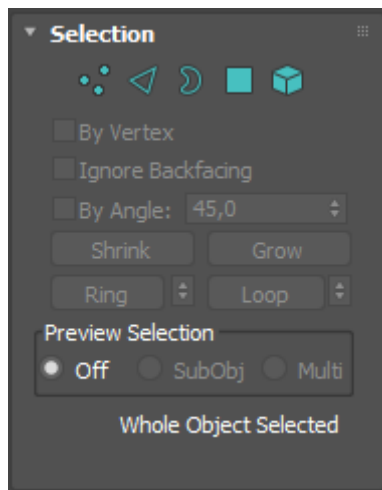 Selection
By Vertex
Ignore Backfacing
By Angle: 45,0
Shrink Grow
Ring Loop
Preview Selection
Off SubObj Multi
Whole Object Selected